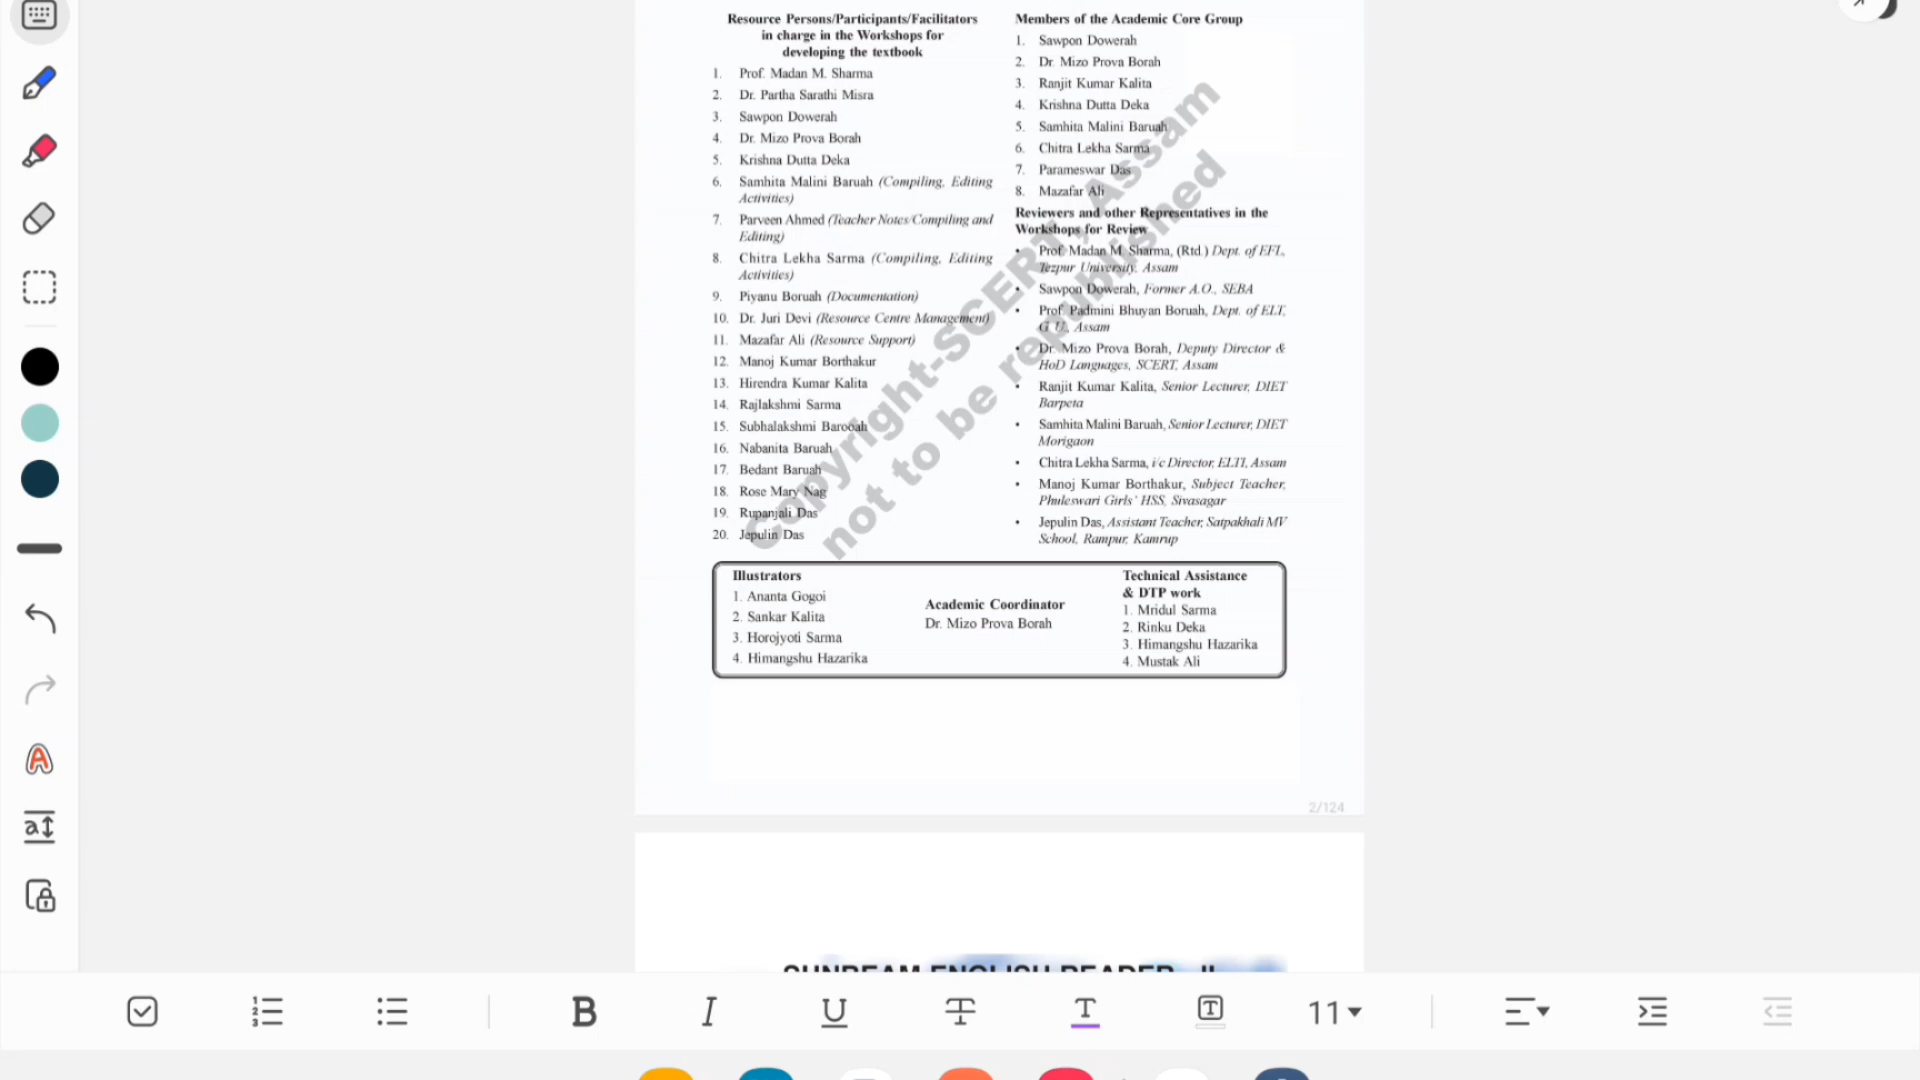 Resource Persons/Participants/Facilitators
in charge in the Workshops for
developing the textbook
1. Prof. Madan M. Sharma
2. Dr. Partha Sarathi Misra
3. Sawpon Dowerah
4. Dr. Mizo Prova Borah
5. Krishna Dutta Deka
6. Samhita Malini Baruah (Compiling, Editing
Activities)
7. Parveen Ahmed (Teacher Notes/Compiling and
Editing)
8. Chitra Lekha Sarma (Compiling, Editing
Activities)
9. Piyanu Boruah (Documentation)
10. Dr. Juri Devi (Resource Centre Management)
11. Mazafar Ali (Resource Support)
12. Manoj Kumar Borthakur
13. Hirendra Kumar Kalita
14. Rajlakshmi Sarma
15. Subhalakshmi Barooah
16. Nabanita Baruah
17. Bedant Baruah
18. Rose Mary Nag
19. Rupanjali Das
20. Jepulin Das
Members of the Academic Core Group
1. Sawpon Dowerah
2. Dr. Mizo Prova Borah
3. Ranjit Kumar Kalita
4. Krishna Dutta Deka
5. Samhita Malini Baruah
6. Chitra Lekha Sarma
7. Parameswar Das
8. Mazafar Ali
Reviewers and other Representatives in the
Workshops for Review
• Prof. Madan M. Sharma, (Rtd.) Dept. of EFL,
Tezpur University, Assam
• Sawpon Dowerah, Former A.O., SEBA
• Prof. Padmini Bhuyan Boruah, Dept. of ELT,
G.U., Assam
• Dr. Mizo Prova Borah, Deputy Director &
HoD Languages, SCERT, Assam
• Ranjit Kumar Kalita, Senior Lecturer, DIET
Barpeta
• Samhita Malini Baruah, Senior Lecturer, DIET
Morigaon
• Chitra Lekha Sarma, i/c Director, ELTI, Assam
• Manoj Kumar Borthakur, Subject Teacher,
Phuleswari Girls' HSS, Sivasagar
• Jepulin Das, Assistant Teacher, Satpakhali MV
School, Rampur, Kamrup
Copyright-SCERT, Assam
not to be republished
Illustrators
1. Ananta Gogoi
2. Sankar Kalita
3. Horojyoti Sarma
4. Himangshu Hazarika
Academic Coordinator
Dr. Mizo Prova Borah
Technical Assistance
& DTP work
1. Mridul Sarma
2. Rinku Deka
3. Himangshu Hazarika
4. Mustak Ali
2/124
SUNBEAM ENGLISH READER - II
11